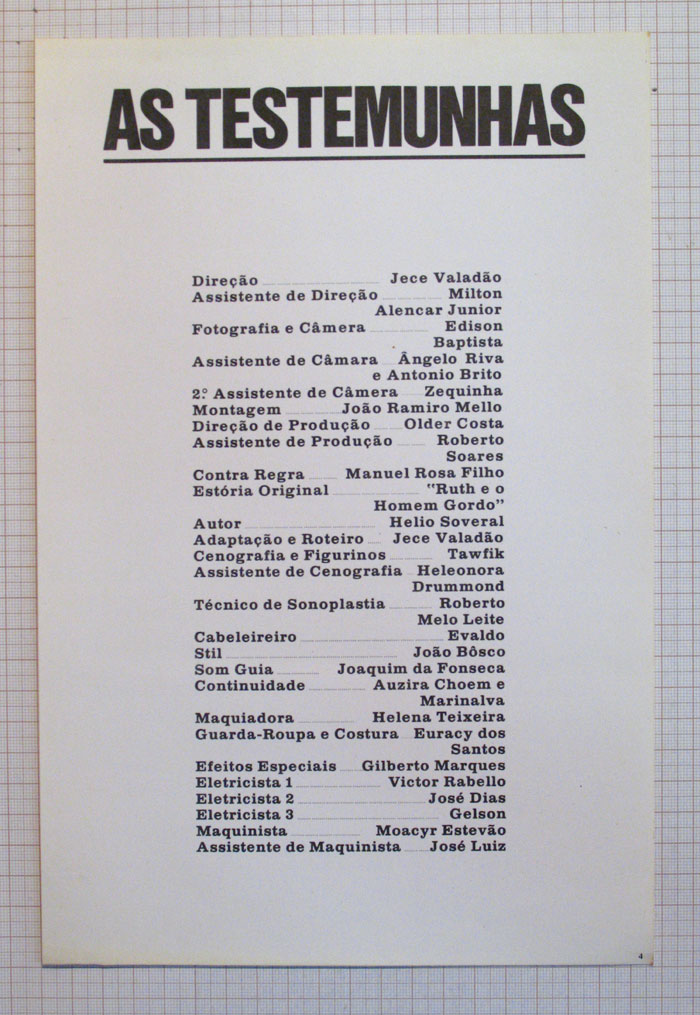 AS TESTEMUNHAS
Direção Jece Valadão
Assistente de Direção Milton
Alencar Junior
Fotografia e Câmera Edison
Baptista
Assistente de Câmara Ângelo Riva
e Antonio Brito
2º Assistente de Câmera Zequinha
Montagem João Ramiro Mello
Direção de Produção Older Costa
Assistente de Produção Roberto
Soares
Contra Regra Manuel Rosa Filho
Estória Original "Ruth e o
Homem Gordo"
Autor Helio Soveral
Adaptação e Roteiro Jece Valadão
Cenografia e Figurinos Tawfik
Assistente de Cenografia Heleonora
Drummond
Técnico de Sonoplastia Roberto
Melo Leite
Cabeleireiro Evaldo
Stil João Bôsco
Som Guia Joaquim da Fonseca
Continuidade Auzira Choem e
Marinalva
Maquiadora Helena Teixeira
Guarda-Roupa e Costura Euracy dos
Santos
Efeitos Especiais Gilberto Marques
Eletricista 1 Victor Rabello
Eletricista 2 José Dias
Eletricista 3 Gelson
Maquinista Moacyr Estevão
Assistente de Maquinista José Luiz
4